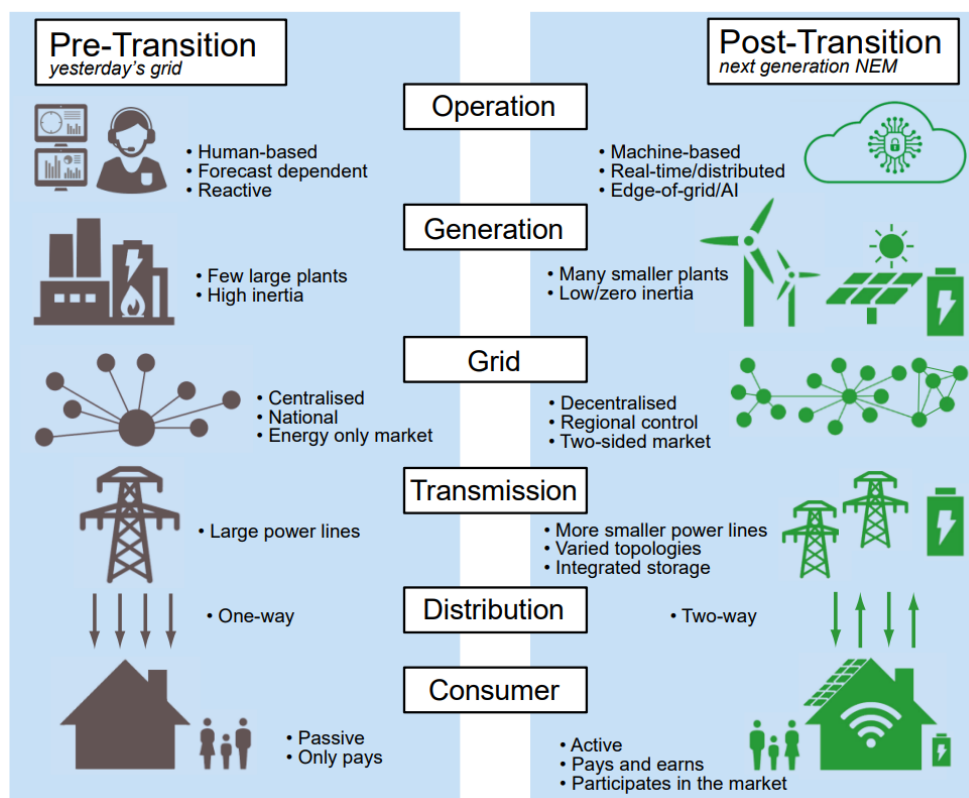 Pre-Transition
yesterday's grid
Post-Transition
next generation NEM
Operation
• Human-based
• Forecast dependent
• Reactive
• Machine-based
• Real-time/distributed
• Edge-of-grid/AI
Generation
• Few large plants
• High inertia
• Many smaller plants
• Low/zero inertia
Grid
• Centralised
• National
• Energy only market
• Decentralised
• Regional control
• Two-sided market
Transmission
• Large power lines
• More smaller power lines
• Varied topologies
• Integrated storage
Distribution
• One-way
• Two-way
Consumer
• Passive
• Only pays
• Active
• Pays and earns
• Participates in the market